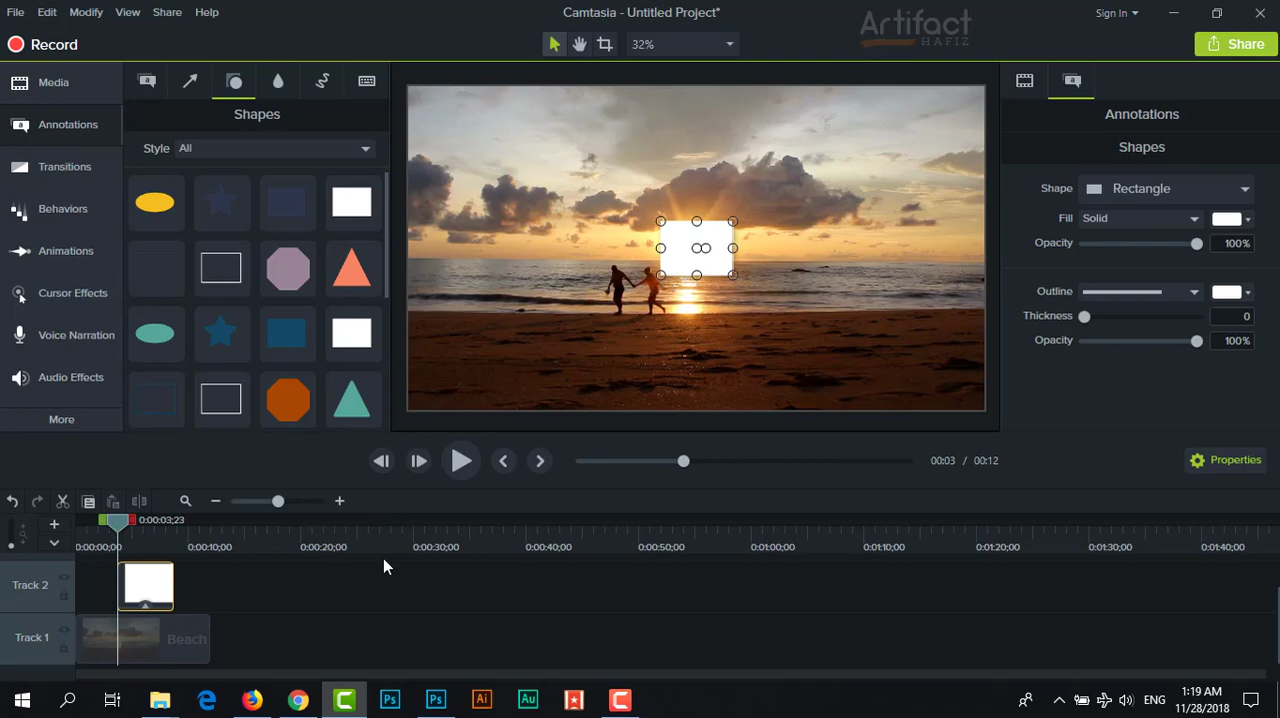 File Edit Modify View Share Help
Camtasia - Untitled Project*
Sign In
Artifact
HAFIZ
Record
32%
Share
Media
Annotations
Transitions
Behaviors
Animations
Cursor Effects
Voice Narration
Audio Effects
More
Shapes
Style All
Annotations
Shapes
Shape Rectangle
Fill Solid
Opacity 100%
Outline
Thickness 0
Opacity 100%
00:03 / 00:12
Properties
0:00:03;23
0:00:00;00 0:00:10;00 0:00:20;00 0:00:30;00 0:00:40;00 0:00:50;00 0:01:00;00 0:01:10;00 0:01:20;00 0:01:30;00 0:01:40;00
Track 2
Track 1
Beach
Ps Ps Ai Au
ENG
1:19 AM
11/28/2018